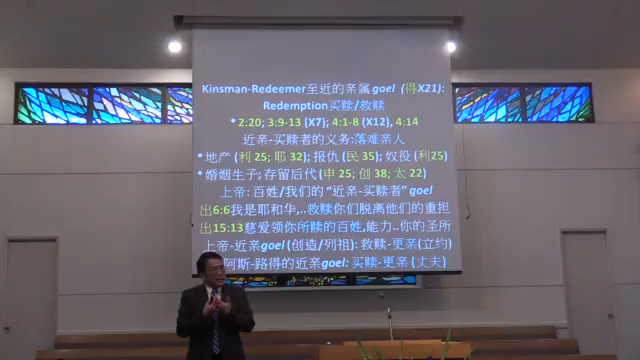 Kinsman-Redeemer至近的亲属goel (得X21):
Redemption买赎/救赎
*2:20; 3:9-13 (X7); 4:1-8 (X12), 4:14
近亲-买赎者的义务:落难亲人
*地产 (利 25; 耶 32); 报仇 (民 35); 奴役 (利25)
*婚姻生子; 存留后代 (申 25; 创 38; 太 22)
上帝: 百姓/我们的 “近亲-买赎者” goel
出6:6我是耶和华,..救赎你们脱离他们的重担
出15:13慈爱领你所赎的百姓,能力..你的圣所
上帝-近亲goel (创造/列祖): 救赎-更亲(立约)
阿斯-路得的近亲goel: 买赎-更亲 (丈夫)